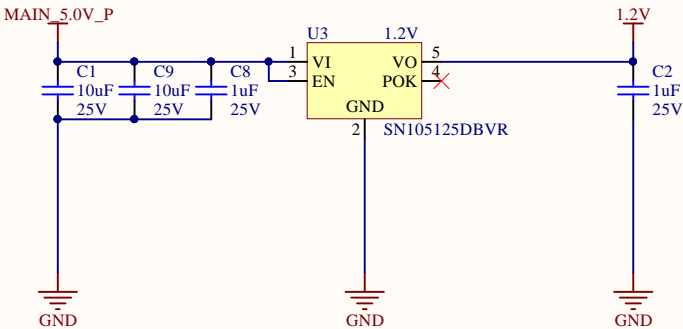 MAIN_5.0V_P
1.2V
U3
1.2V
1
VI
VO
5
3
EN
POK
4
GND
2
SN105125DBVR
C1
10uF
25V
C9
10uF
25V
C8
1uF
25V
C2
1uF
25V
GND
GND
GND